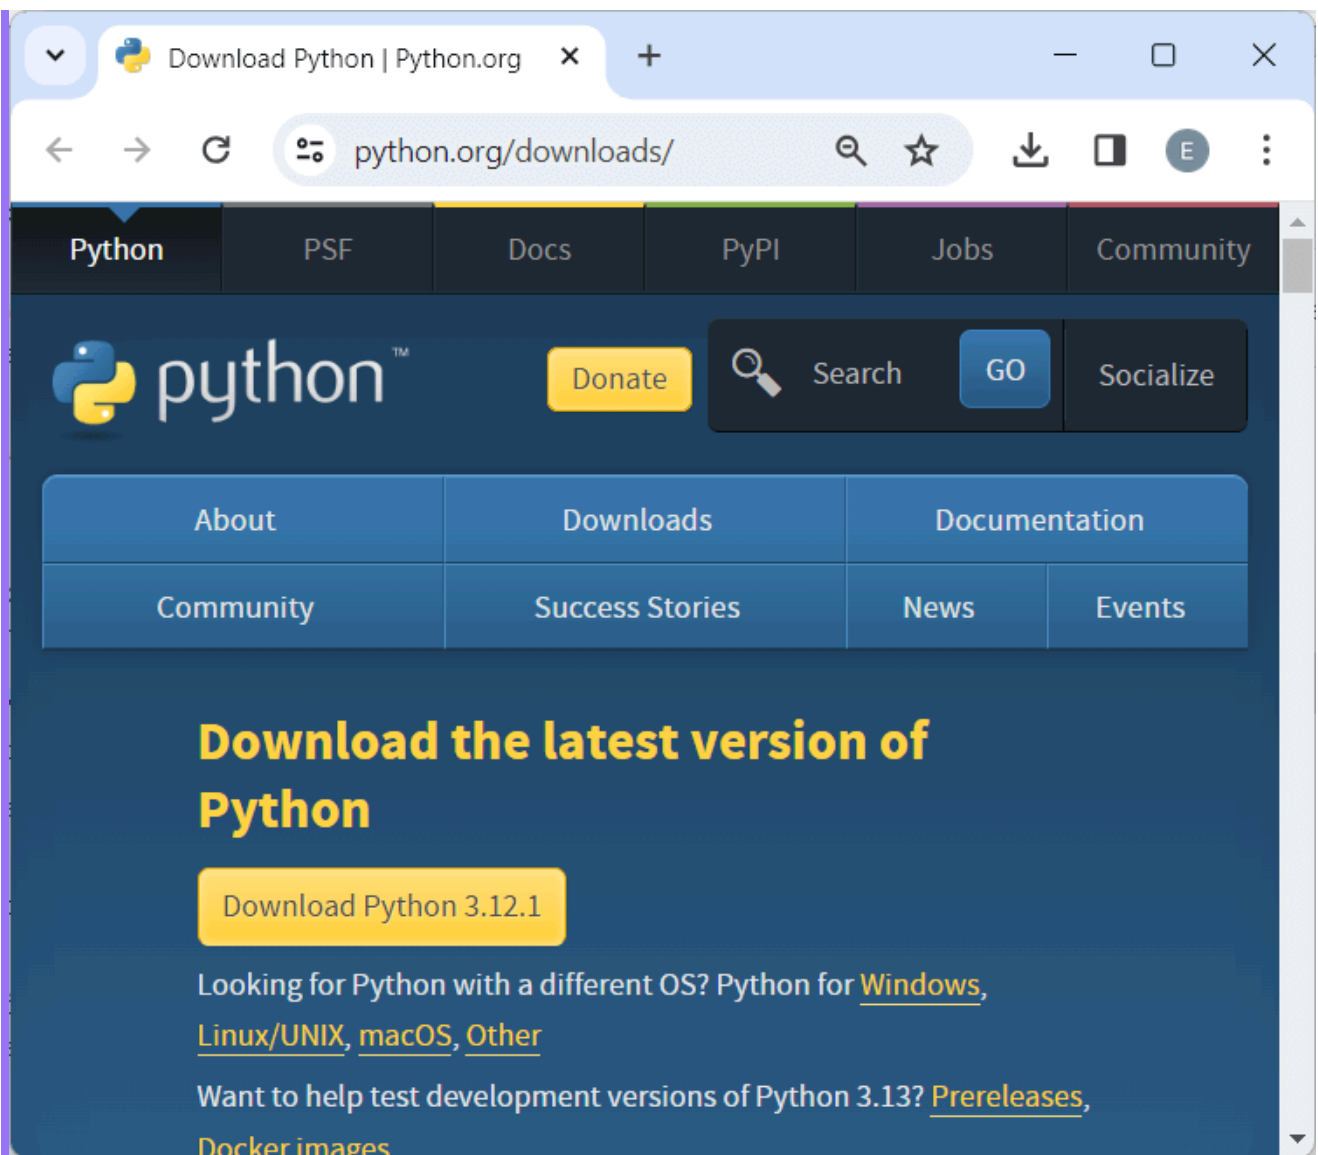 Download Python | Python.org
python.org/downloads/
E
Python PSF Docs PyPI Jobs Community
python™ Donate Search GO Socialize
About Downloads Documentation
Community Success Stories News Events
Download the latest version of
Python
Download Python 3.12.1
Looking for Python with a different OS? Python for Windows,
Linux/UNIX, macOS, Other
Want to help test development versions of Python 3.13? Prereleases,
Docker images